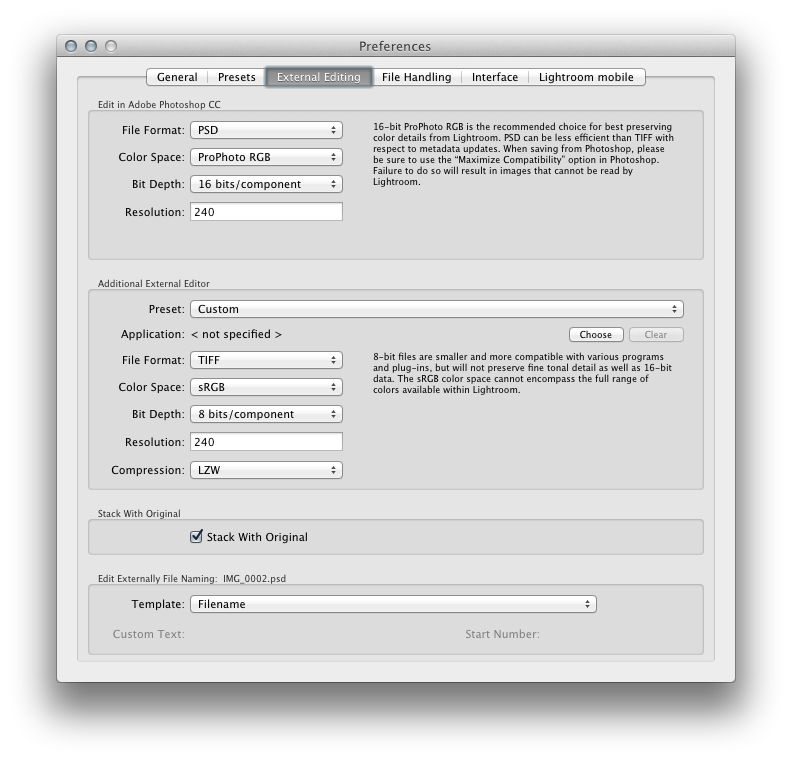 Preferences
General Presets External Editing File Handling Interface Lightroom mobile
Edit in Adobe Photoshop CC
File Format: PSD
Color Space: ProPhoto RGB
Bit Depth: 16 bits/component
Resolution: 240
16-bit ProPhoto RGB is the recommended choice for best preserving
color details from Lightroom. PSD can be less efficient than TIFF with
respect to metadata updates. When saving from Photoshop, please
be sure to use the “Maximize Compatibility” option in Photoshop.
Failure to do so will result in images that cannot be read by
Lightroom.
Additional External Editor
Preset: Custom
Application: < not specified > Choose Clear
File Format: TIFF
Color Space: sRGB
Bit Depth: 8 bits/component
Resolution: 240
Compression: LZW
8-bit files are smaller and more compatible with various programs
and plug-ins, but will not preserve fine tonal detail as well as 16-bit
data. The sRGB color space cannot encompass the full range of
colors available within Lightroom.
Stack With Original
Stack With Original
Edit Externally File Naming: IMG_0002.psd
Template: Filename
Custom Text: Start Number: